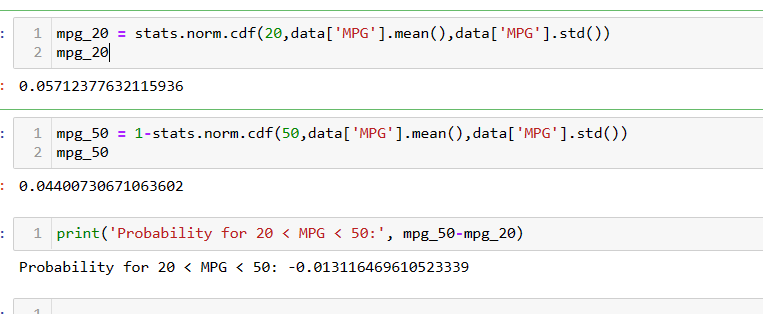 : 1 mpg_20 = stats.norm.cdf(20,data['MPG'].mean(),data['MPG'].std())
2 mpg_20
: 0.05712377632115936
: 1 mpg_50 = 1-stats.norm.cdf(50,data['MPG'].mean(),data['MPG'].std())
2 mpg_50
: 0.04400730671063602
: 1 print('Probability for 20 < MPG < 50:', mpg_50-mpg_20)
Probability for 20 < MPG < 50: -0.013116469610523339
: 1